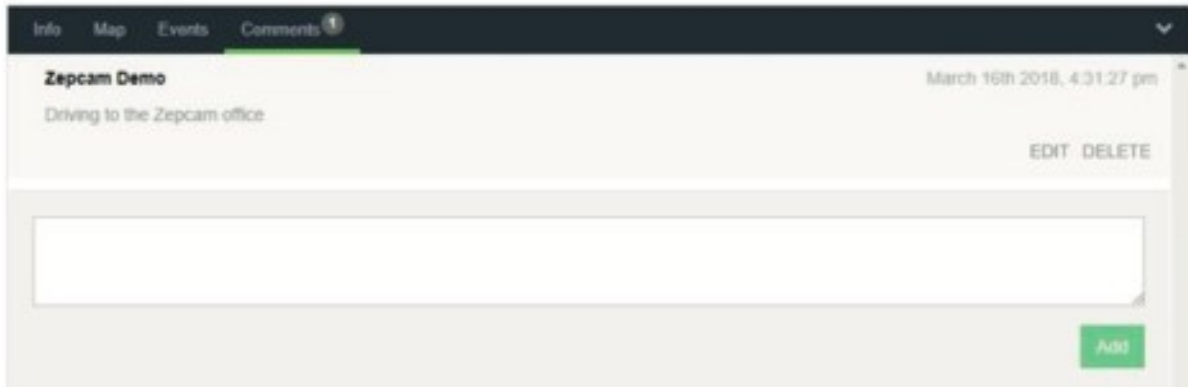 Info Map Events Comments 1
Zepcam Demo March 16th 2018, 4:31:27 pm
Driving to the Zepcam office
EDIT DELETE
Add